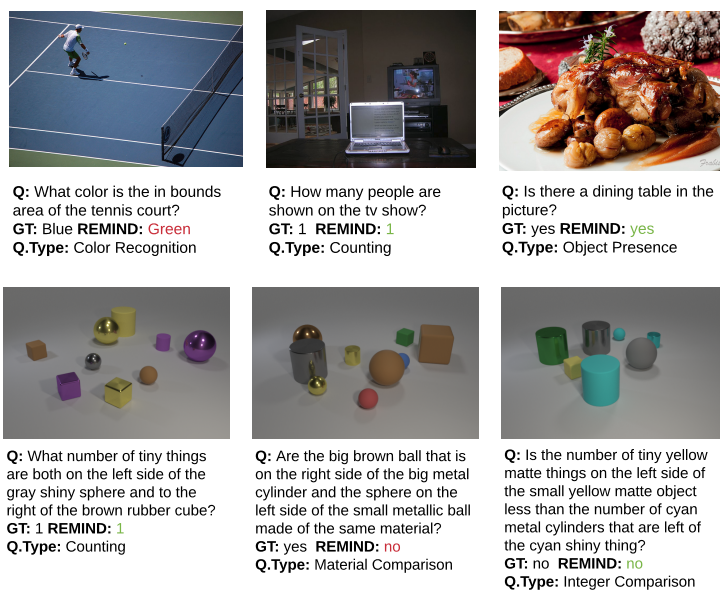 Q: What color is the in bounds
area of the tennis court?
GT: Blue REMIND: Green
Q.Type: Color Recognition
Q: How many people are
shown on the tv show?
GT: 1 REMIND: 1
Q.Type: Counting
Q: Is there a dining table in the
picture?
GT: yes REMIND: yes
Q.Type: Object Presence
Q: What number of tiny things
are both on the left side of the
gray shiny sphere and to the
right of the brown rubber cube?
GT: 1 REMIND: 1
Q.Type: Counting
Q: Are the big brown ball that is
on the right side of the big metal
cylinder and the sphere on the
left side of the small metallic ball
made of the same material?
GT: yes REMIND: no
Q.Type: Material Comparison
Q: Is the number of tiny yellow
matte things on the left side of
the small yellow matte object
less than the number of cyan
metal cylinders that are left of
the cyan shiny thing?
GT: no REMIND: no
Q.Type: Integer Comparison